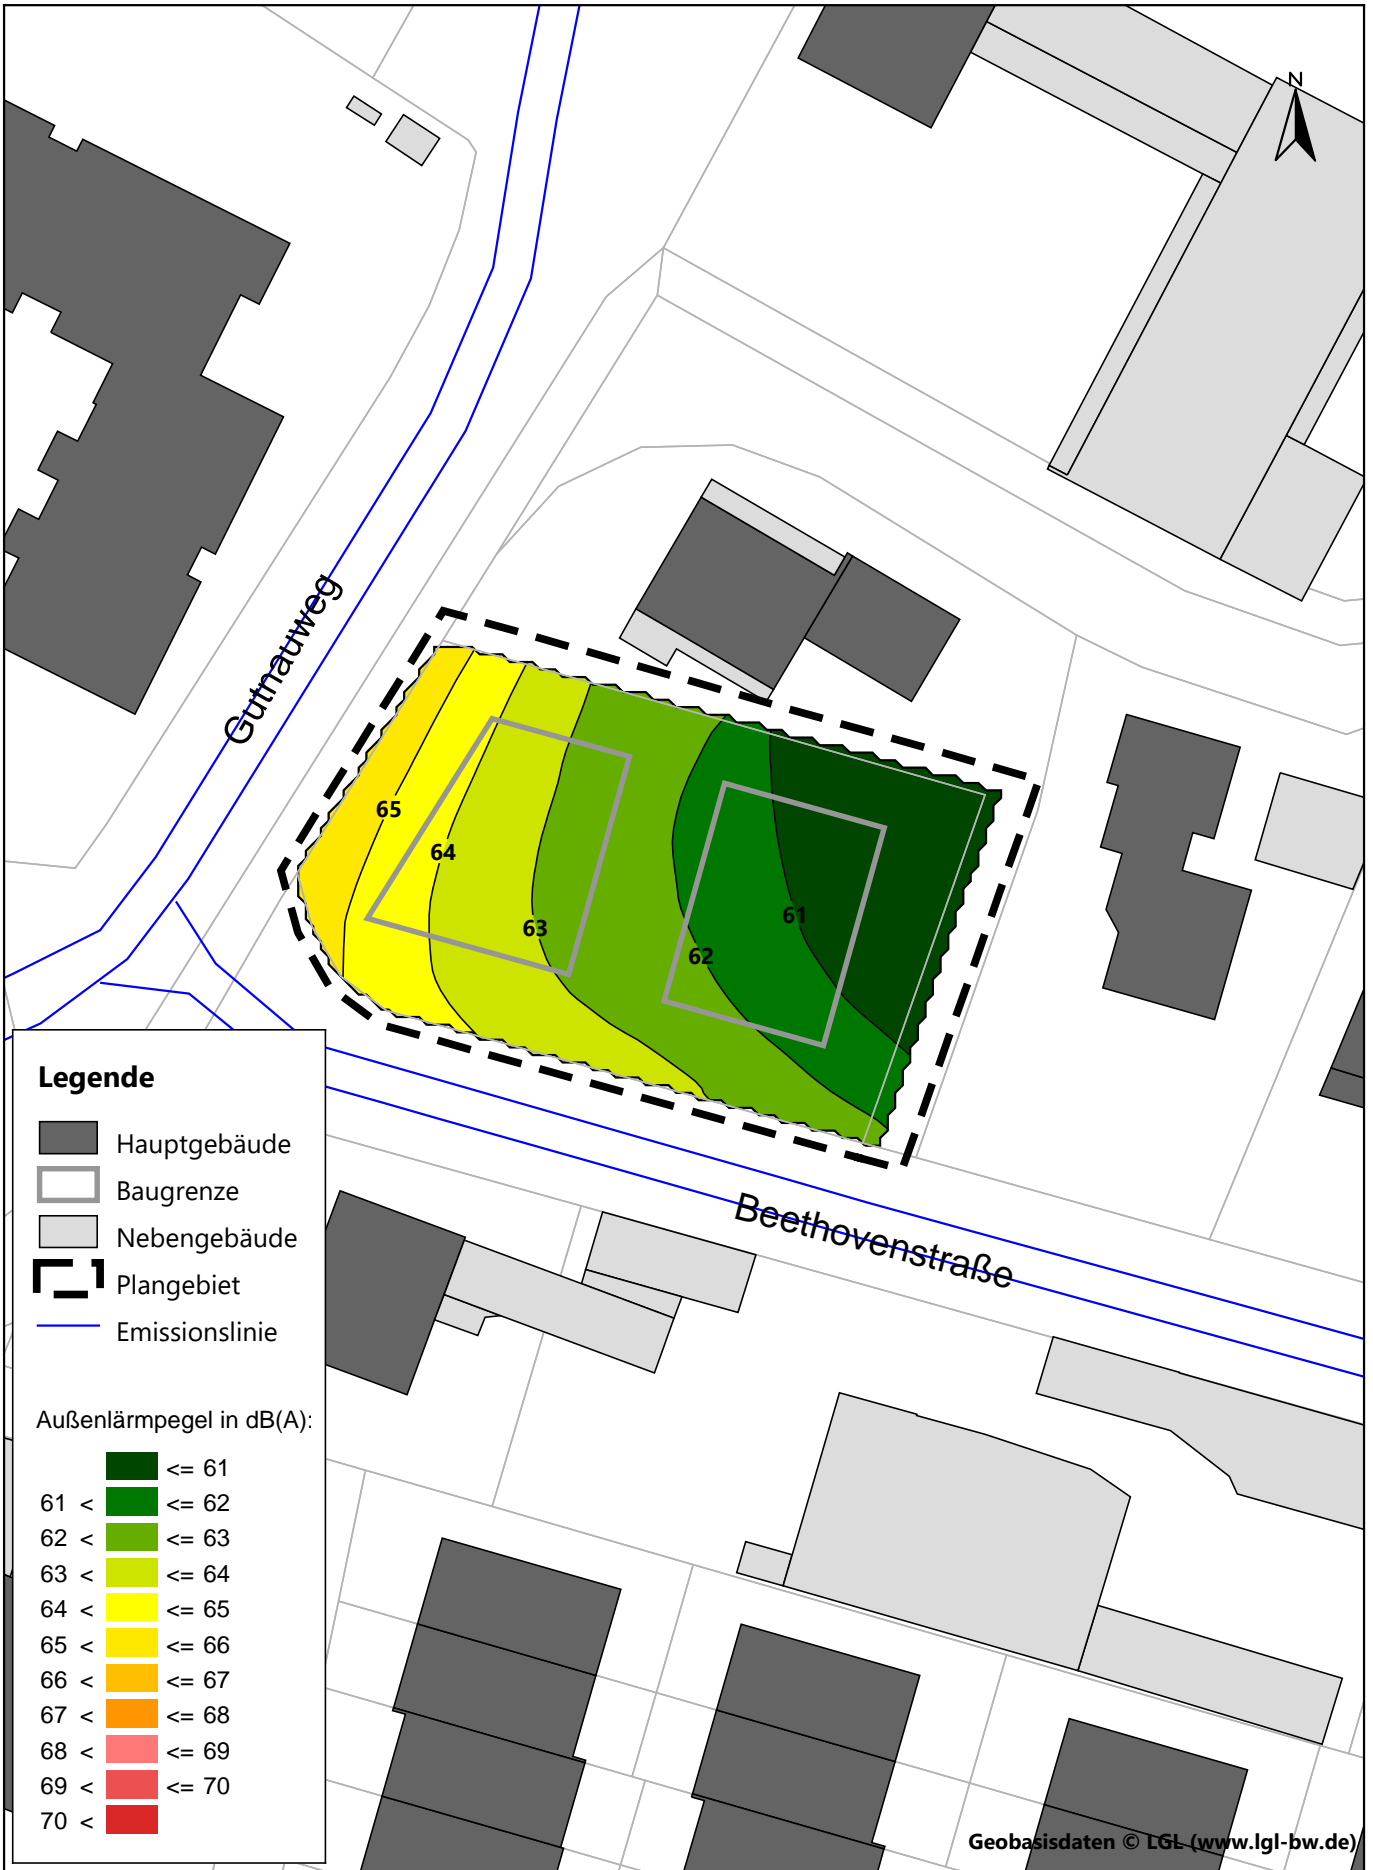 N
Gutnauweg
65
64
63
62
61
Beethovenstraße
Legende
Hauptgebäude
Baugrenze
Nebengebäude
Plangebiet
Emissionslinie
Außenlärmpegel in dB(A):
<= 61
61 < <= 62
62 < <= 63
63 < <= 64
64 < <= 65
65 < <= 66
66 < <= 67
67 < <= 68
68 < <= 69
69 < <= 70
70 <
Geobasisdaten © LGL (www.lgl-bw.de)